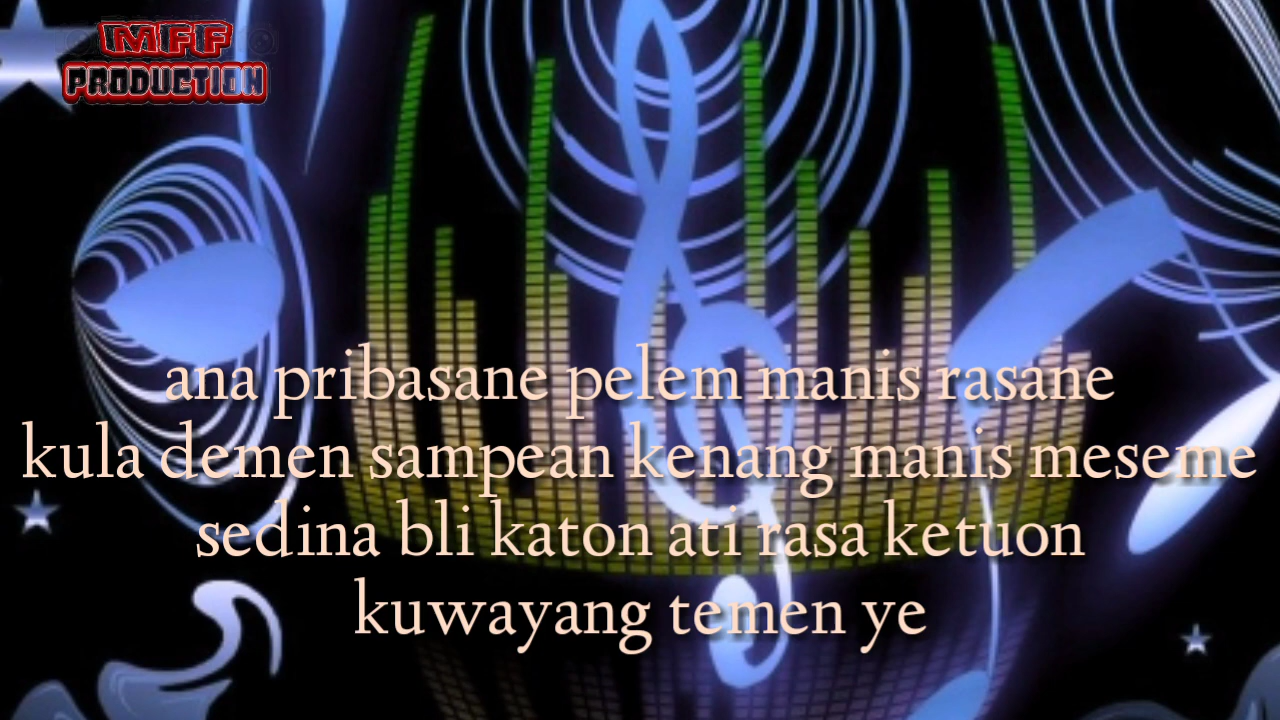 MFF
PRODUCTION
ana pribasane pelem manis rasane
kula demen sampean kenang manis meseme
sedina bli katon ati rasa ketuon
kuwayang temen ye